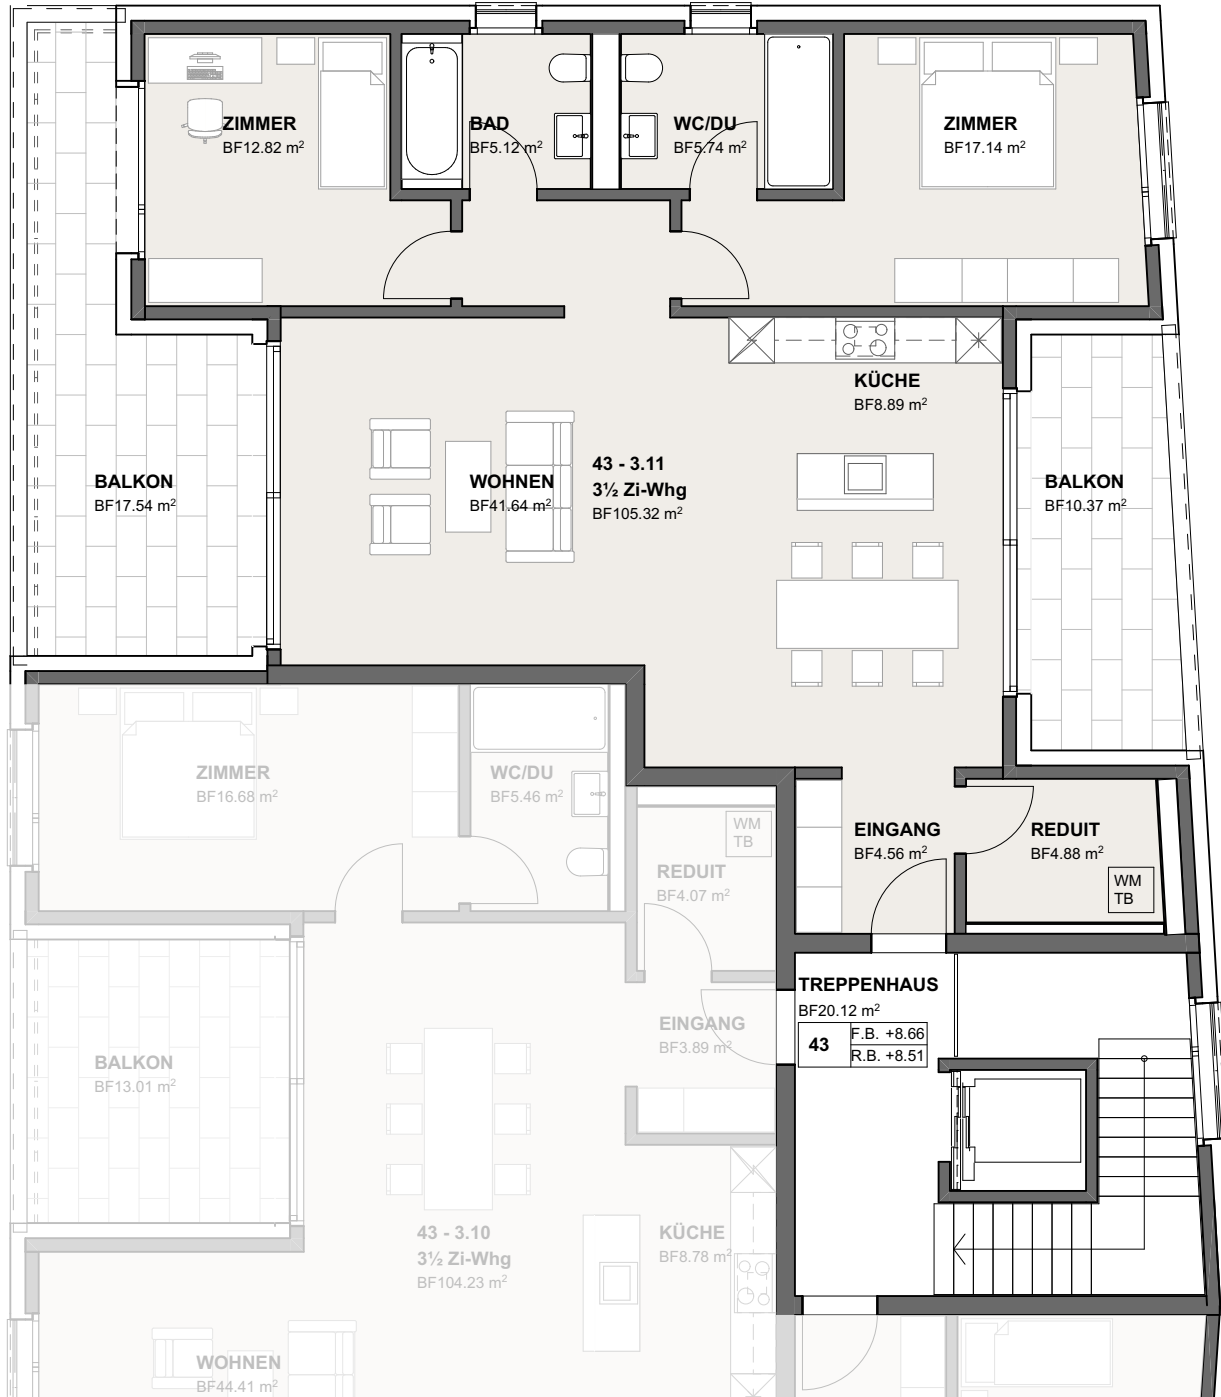 ZIMMER
BF12.82 m²
BAD
BF5.12 m²
WC/DU
BF5.74 m²
ZIMMER
BF17.14 m²
KÜCHE
BF8.89 m²
BALKON
BF17.54 m²
WOHNEN
BF41.64 m²
43 - 3.11
3½ Zi-Whg
BF105.32 m²
BALKON
BF10.37 m²
ZIMMER
BF16.68 m²
WC/DU
BF5.46 m²
WM
TB
REDUIT
BF4.07 m²
EINGANG
BF4.56 m²
REDUIT
BF4.88 m²
WM
TB
TREPPENHAUS
BF20.12 m²
43
F.B. +8.66
R.B. +8.51
EINGANG
BF3.89 m²
BALKON
BF13.01 m²
43 - 3.10
3½ Zi-Whg
BF104.23 m²
KÜCHE
BF8.78 m²
WOHNEN
BF44.41 m²